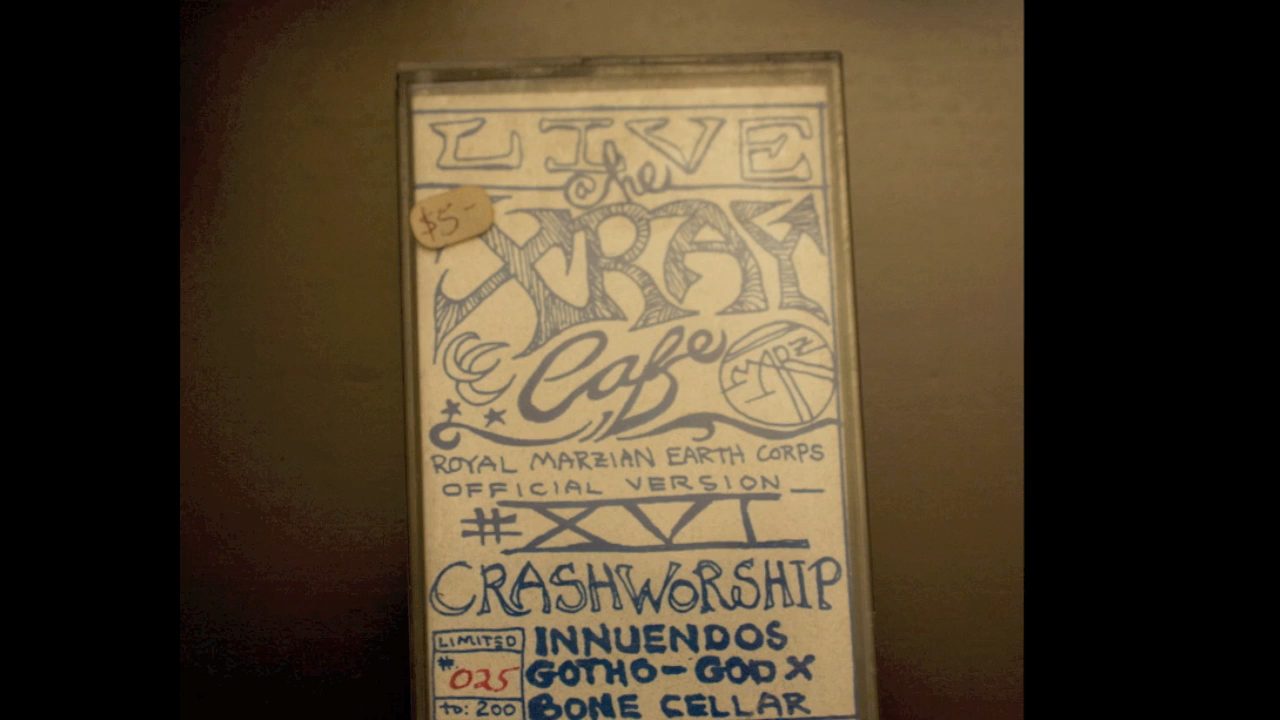 LIVE
@the
$5-
XRAY
Cafe
MARZ
ROYAL MARZIAN EARTH CORPS
OFFICIAL VERSION —
#XVI
CRASHWORSHIP
LIMITED
#025
to: 200
INNUENDOS
GOTHO-GOD X
BONE CELLAR